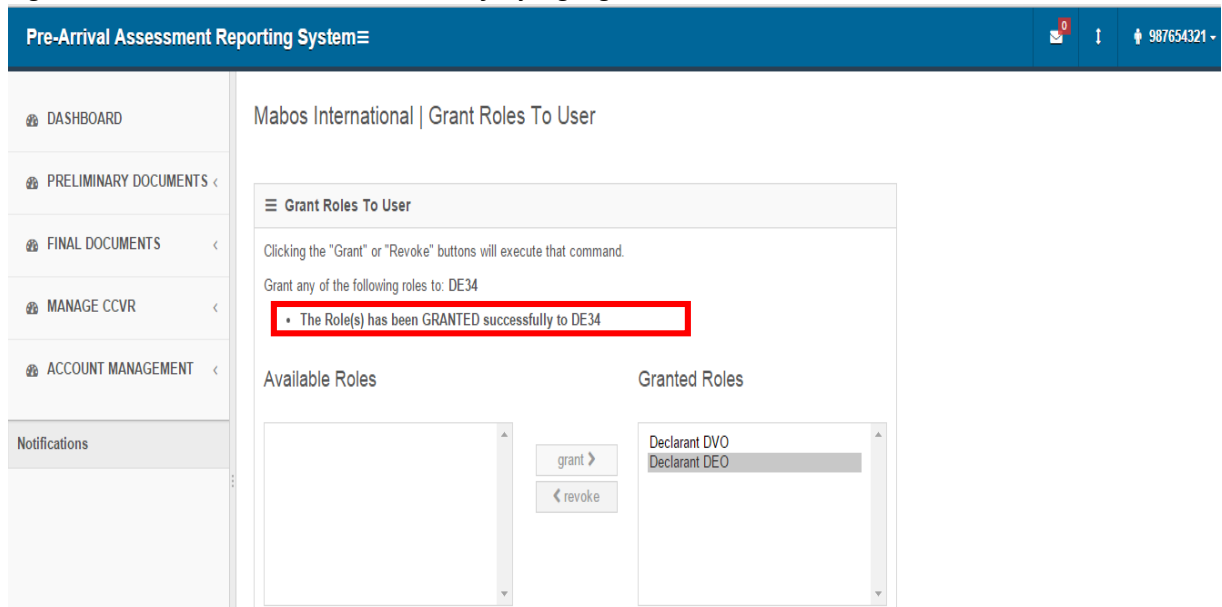 Pre-Arrival Assessment Reporting System≡
0
987654321
DASHBOARD
PRELIMINARY DOCUMENTS <
FINAL DOCUMENTS <
MANAGE CCVR <
ACCOUNT MANAGEMENT <
Notifications
Mabos International | Grant Roles To User
≡ Grant Roles To User
Clicking the "Grant" or "Revoke" buttons will execute that command.
Grant any of the following roles to: DE34
• The Role(s) has been GRANTED successfully to DE34
Available Roles
grant ❯
❮ revoke
Granted Roles
Declarant DVO
Declarant DEO